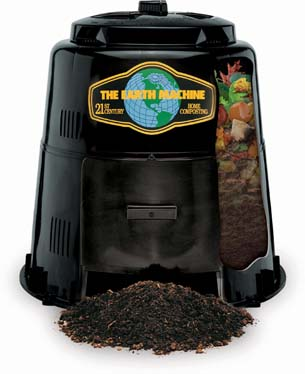 THE EARTH MACHINE
21ST CENTURY
HOME COMPOSTING